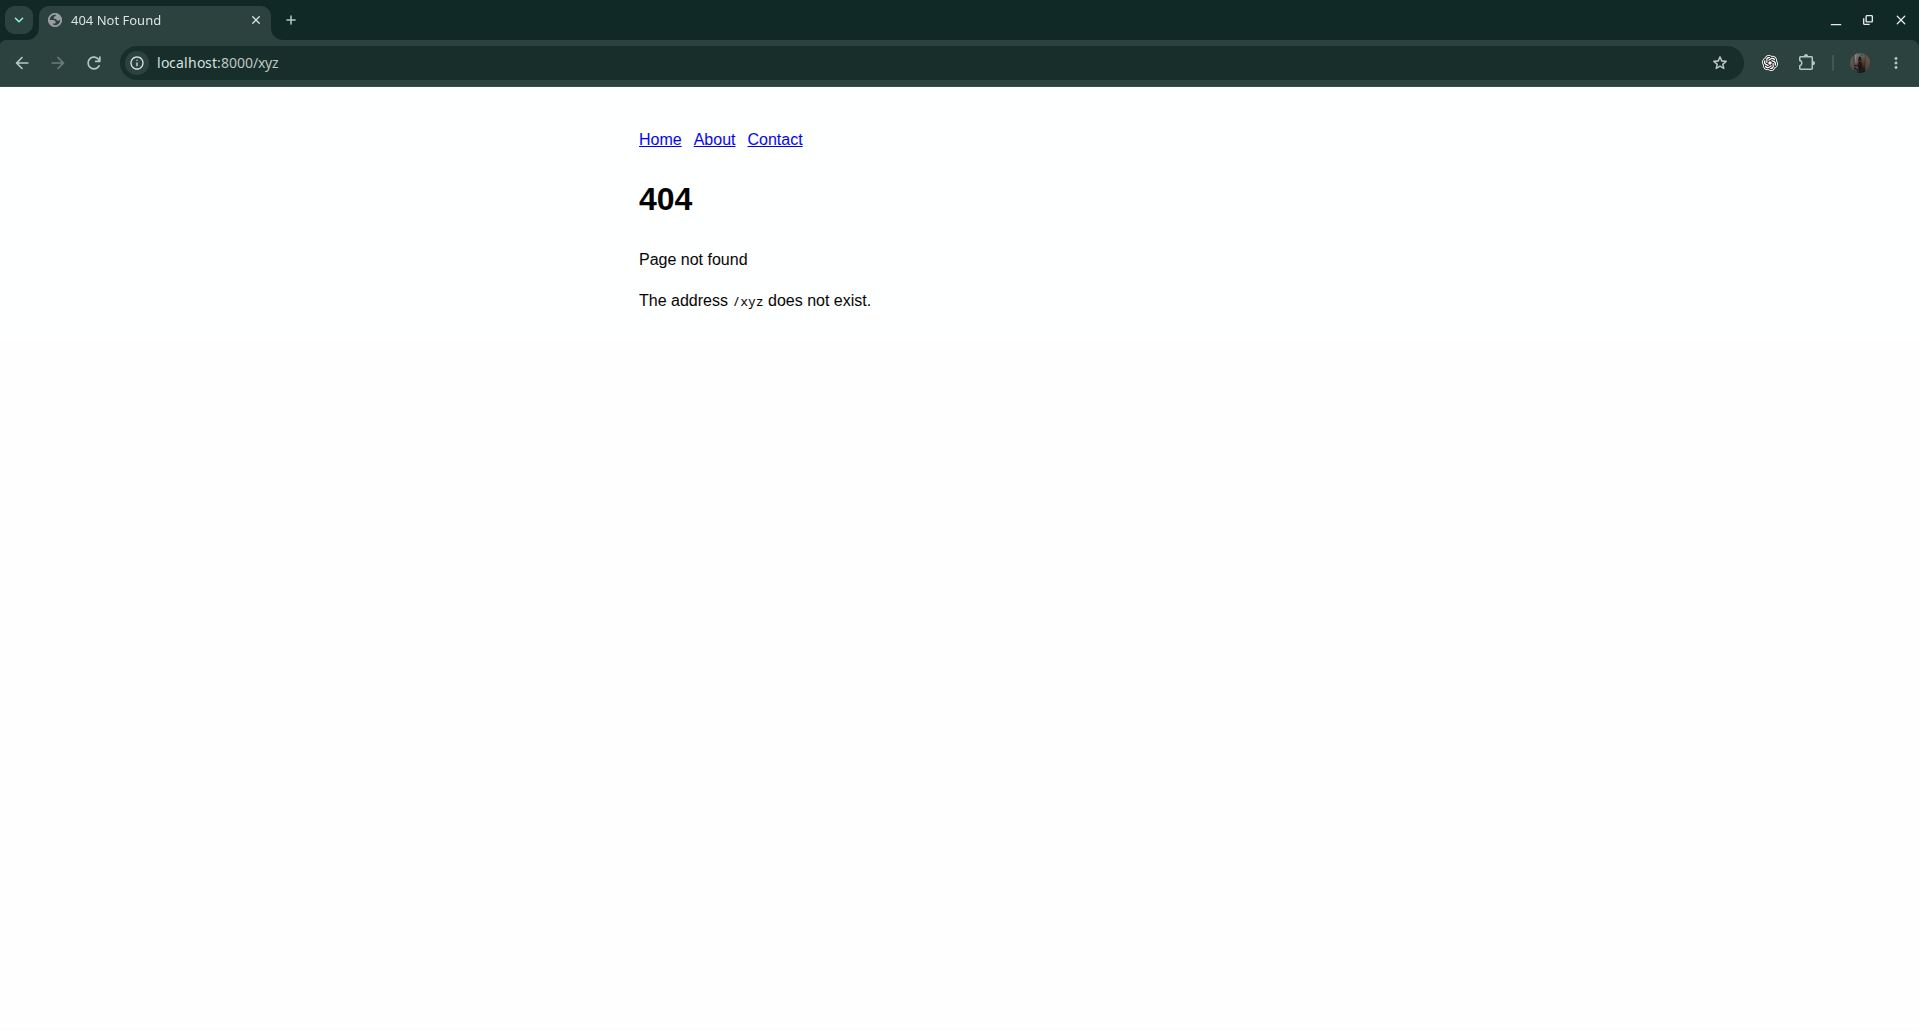 404 Not Found
localhost:8000/xyz
Home About Contact
404
Page not found
The address /xyz does not exist.